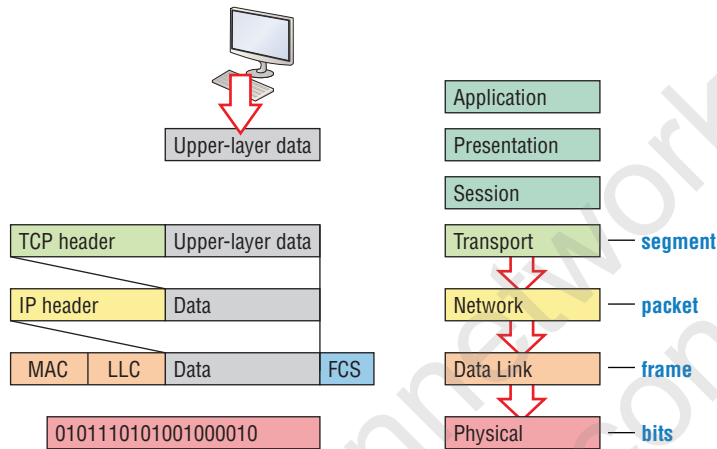 Application
Upper-layer data
Presentation
Session
TCP header Upper-layer data
Transport
segment
IP header Data
Network
packet
MAC LLC Data FCS
Data Link
frame
0101110101001000010
Physical
bits